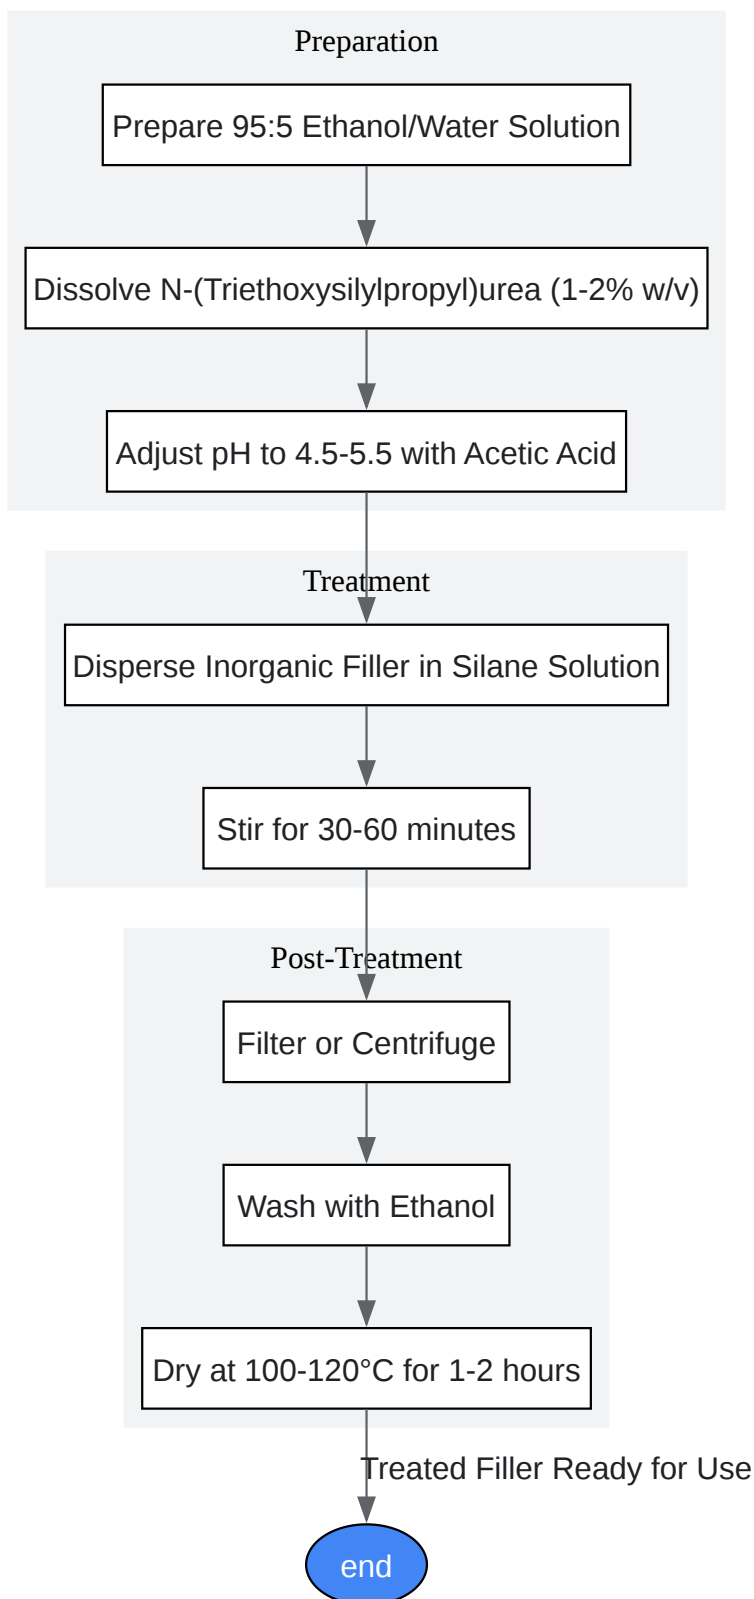 Preparation
Prepare 95:5 Ethanol/Water Solution
Dissolve N-(Triethoxysilylpropyl)urea (1-2% w/v)
Adjust pH to 4.5-5.5 with Acetic Acid
Treatment
Disperse Inorganic Filler in Silane Solution
Stir for 30-60 minutes
Post-Treatment
Filter or Centrifuge
Wash with Ethanol
Dry at 100-120°C for 1-2 hours
Treated Filler Ready for Use
end